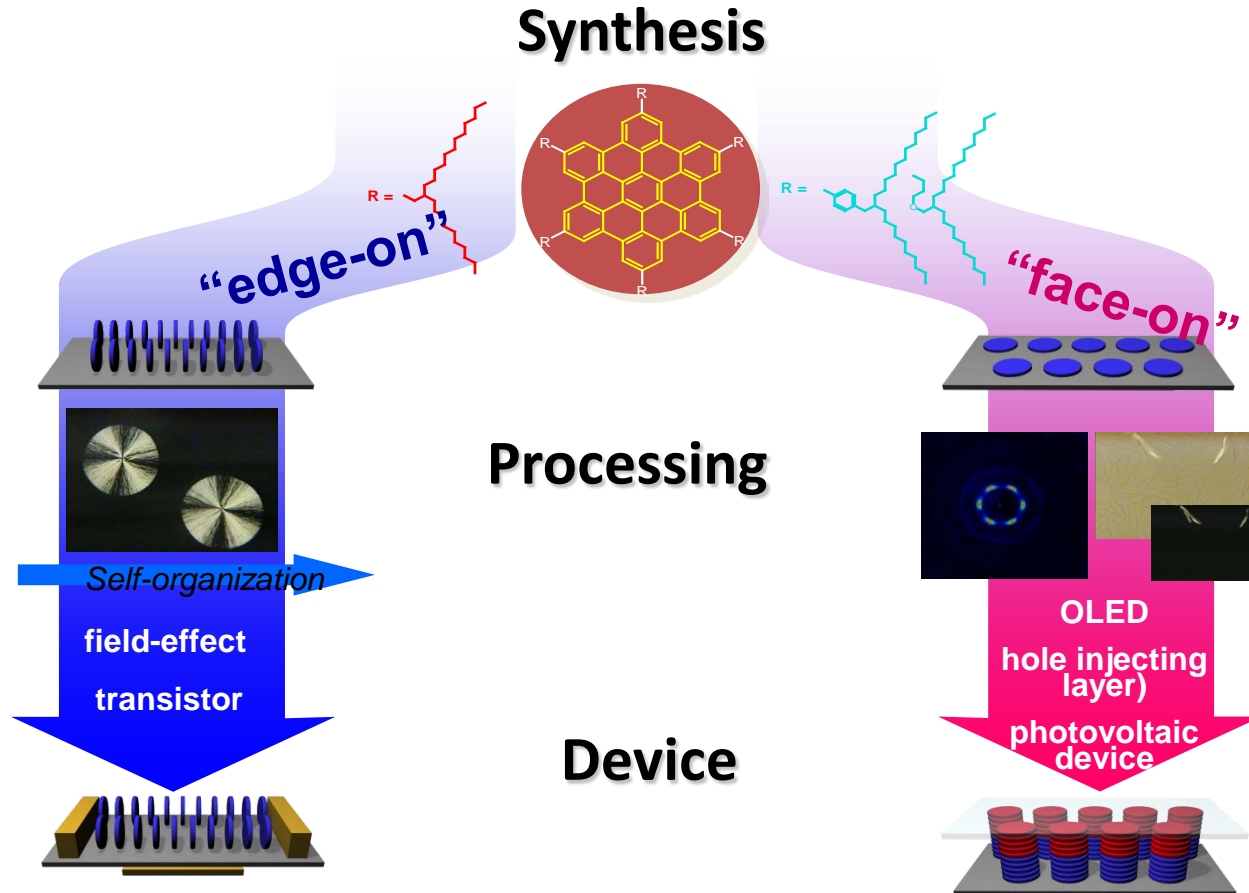 Synthesis
R
R
R
R
R
R
R =
R =
O
“edge-on”
“face-on”
Processing
Self-organization
field-effect
transistor
OLED
hole injecting
layer)
photovoltaic
device
Device